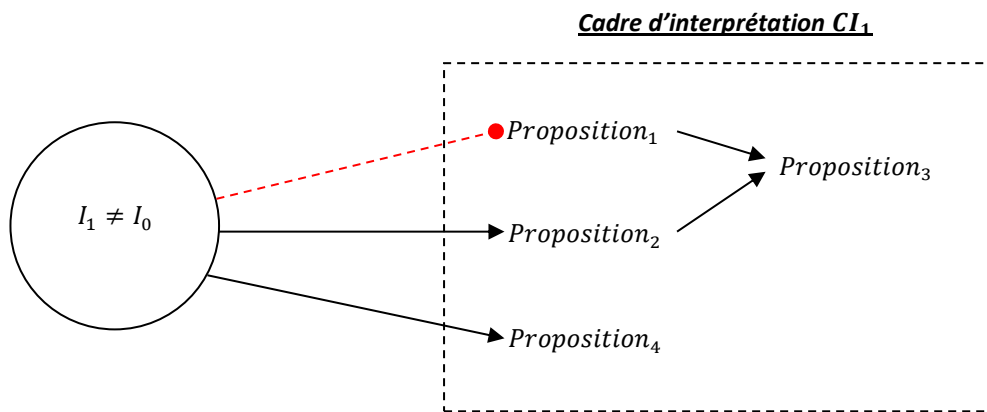 Cadre d’interprétation CI₁
Proposition₁
Proposition₃
I₁ ≠ I₀
Proposition₂
Proposition₄